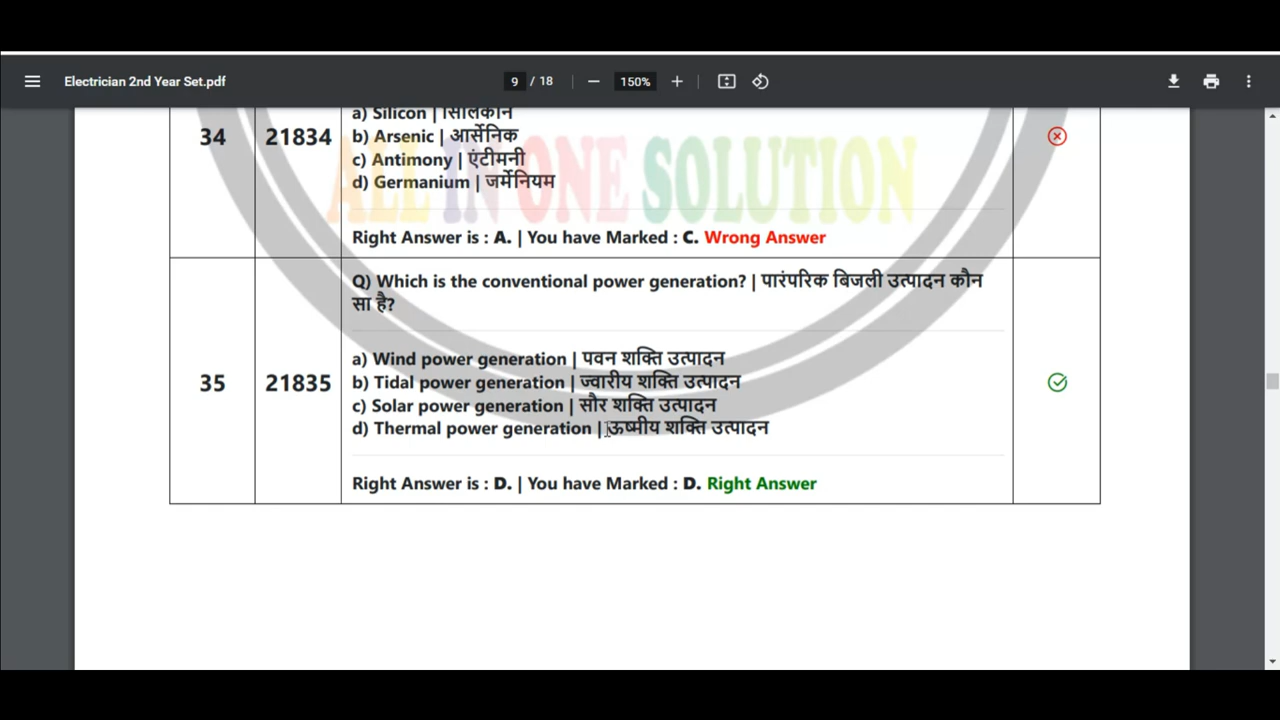 Electrician 2nd Year Set.pdf
9 / 18
150%
a) Silicon | सिलिकॉन
34 21834 b) Arsenic | आर्सेनिक
c) Antimony | एंटीमनी
d) Germanium | जर्मेनियम
ALL IN ONE SOLUTION
Right Answer is : A. | You have Marked : C. Wrong Answer
Q) Which is the conventional power generation? | पारंपरिक बिजली उत्पादन कौन
सा है?
a) Wind power generation | पवन शक्ति उत्पादन
35 21835 b) Tidal power generation | ज्वारीय शक्ति उत्पादन
c) Solar power generation | सौर शक्ति उत्पादन
d) Thermal power generation | ऊष्मीय शक्ति उत्पादन
Right Answer is : D. | You have Marked : D. Right Answer